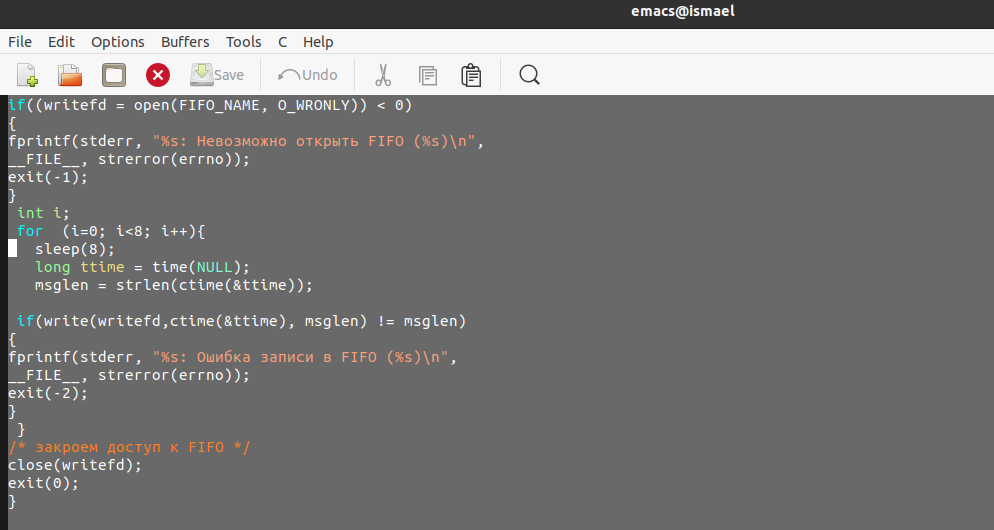 emacs@ismael
File Edit Options Buffers Tools C Help
Save Undo
if((writefd = open(FIFO_NAME, O_WRONLY)) < 0)
{
fprintf(stderr, "%s: Невозможно открыть FIFO (%s)\n",
__FILE__, strerror(errno));
exit(-1);
}
 int i;
 for  (i=0; i<8; i++){
   sleep(8);
   long ttime = time(NULL);
   msglen = strlen(ctime(&ttime));
 if(write(writefd,ctime(&ttime), msglen) != msglen)
{
fprintf(stderr, "%s: Ошибка записи в FIFO (%s)\n",
__FILE__, strerror(errno));
exit(-2);
}
 }
/* закроем доступ к FIFO */
close(writefd);
exit(0);
}